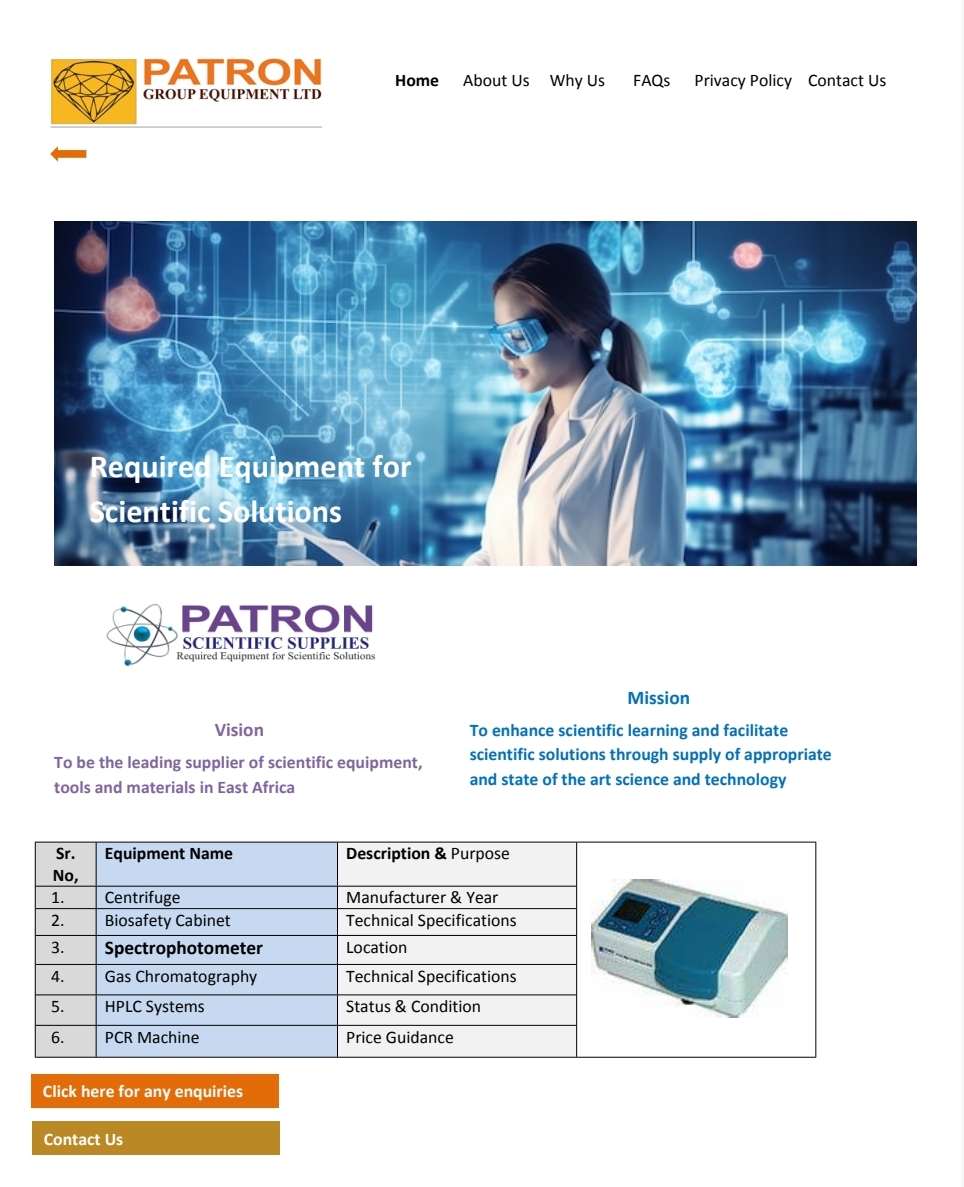 PATRON
GROUP EQUIPMENT LTD
Home About Us Why Us FAQs Privacy Policy Contact Us
Required Equipment for
Scientific Solutions
PATRON
SCIENTIFIC SUPPLIES
Required Equipment for Scientific Solutions
Vision
To be the leading supplier of scientific equipment,
tools and materials in East Africa
Mission
To enhance scientific learning and facilitate
scientific solutions through supply of appropriate
and state of the art science and technology
Sr. No, Equipment Name Description & Purpose
1. Centrifuge Manufacturer & Year
2. Biosafety Cabinet Technical Specifications
3. Spectrophotometer Location
4. Gas Chromatography Technical Specifications
5. HPLC Systems Status & Condition
6. PCR Machine Price Guidance
Click here for any enquiries
Contact Us